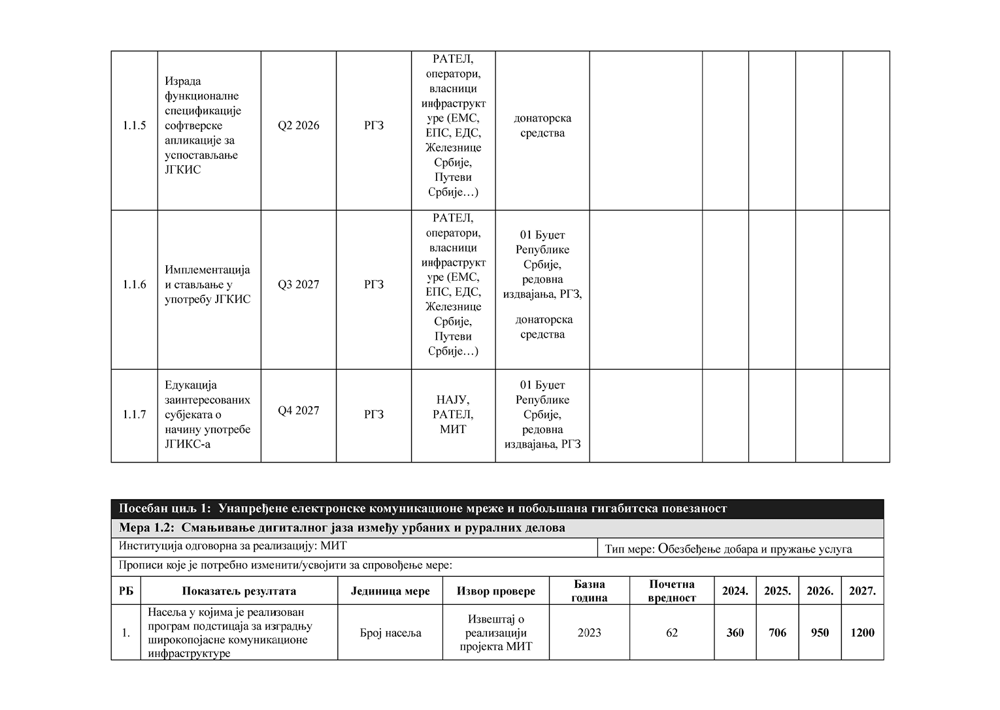 1.1.5
Израда
функционалне
спецификације
софтверске
апликације за
успостављање
ЈГКИС
Q2 2026
РГЗ
РАТЕЛ,
оператори,
власници
инфраструкт
уре (ЕМС,
ЕПС, ЕДС,
Железнице
Србије,
Путеви
Србије…)
донаторска
средства
1.1.6
Имплементација
и стављање у
употребу ЈГКИС
Q3 2027
РГЗ
РАТЕЛ,
оператори,
власници
инфраструкт
уре (ЕМС,
ЕПС, ЕДС,
Железнице
Србије,
Путеви
Србије…)
01 Буџет
Републике
Србије,
редовна
издвајања, РГЗ,
донаторска
средства
1.1.7
Едукација
заинтересованих
субјеката о
начину употребе
ЈГИКС-а
Q4 2027
РГЗ
НАЈУ,
РАТЕЛ,
МИТ
01 Буџет
Републике
Србије,
редовна
издвајања, РГЗ
Посебан циљ 1: Унапређене електронске комуникационе мреже и побољшана гигабитска повезаност
Мера 1.2: Смањивање дигиталног јаза између урбаних и руралних делова
Институција одговорна за реализацију: МИТ
Тип мере: Обезбеђење добара и пружање услуга
Прописи које је потребно изменити/усвојити за спровођење мере:
РБ
Показатељ резултата
Јединица мере
Извор провере
Базна
година
Почетна
вредност
2024.
2025.
2026.
2027.
1.
Насеља у којима је реализован
програм подстицаја за изградњу
широкопојасне комуникационе
инфраструктуре
Број насеља
Извештај о
реализацији
пројекта МИТ
2023
62
360
706
950
1200